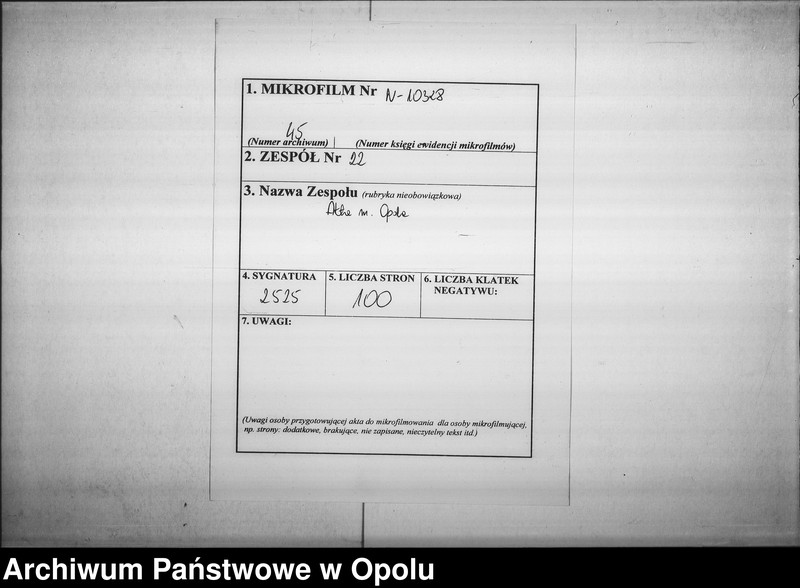 1. MIKROFILM Nr N-10328
45
(Numer archiwum) | (Numer księgi ewidencji mikrofilmów)
2. ZESPÓŁ Nr 22
3. Nazwa Zespołu (rubryka nieobowiązkowa)
Akta m. Opola
4. SYGNATURA
2525
5. LICZBA STRON
100
6. LICZBA KLATEK
NEGATYWU:
7. UWAGI:
(Uwagi osoby przygotowującej akta do mikrofilmowania dla osoby mikrofilmującej,
np. strony: dodatkowe, brakujące, nie zapisane, nieczytelny tekst itd.)
Archiwum Państwowe w Opolu